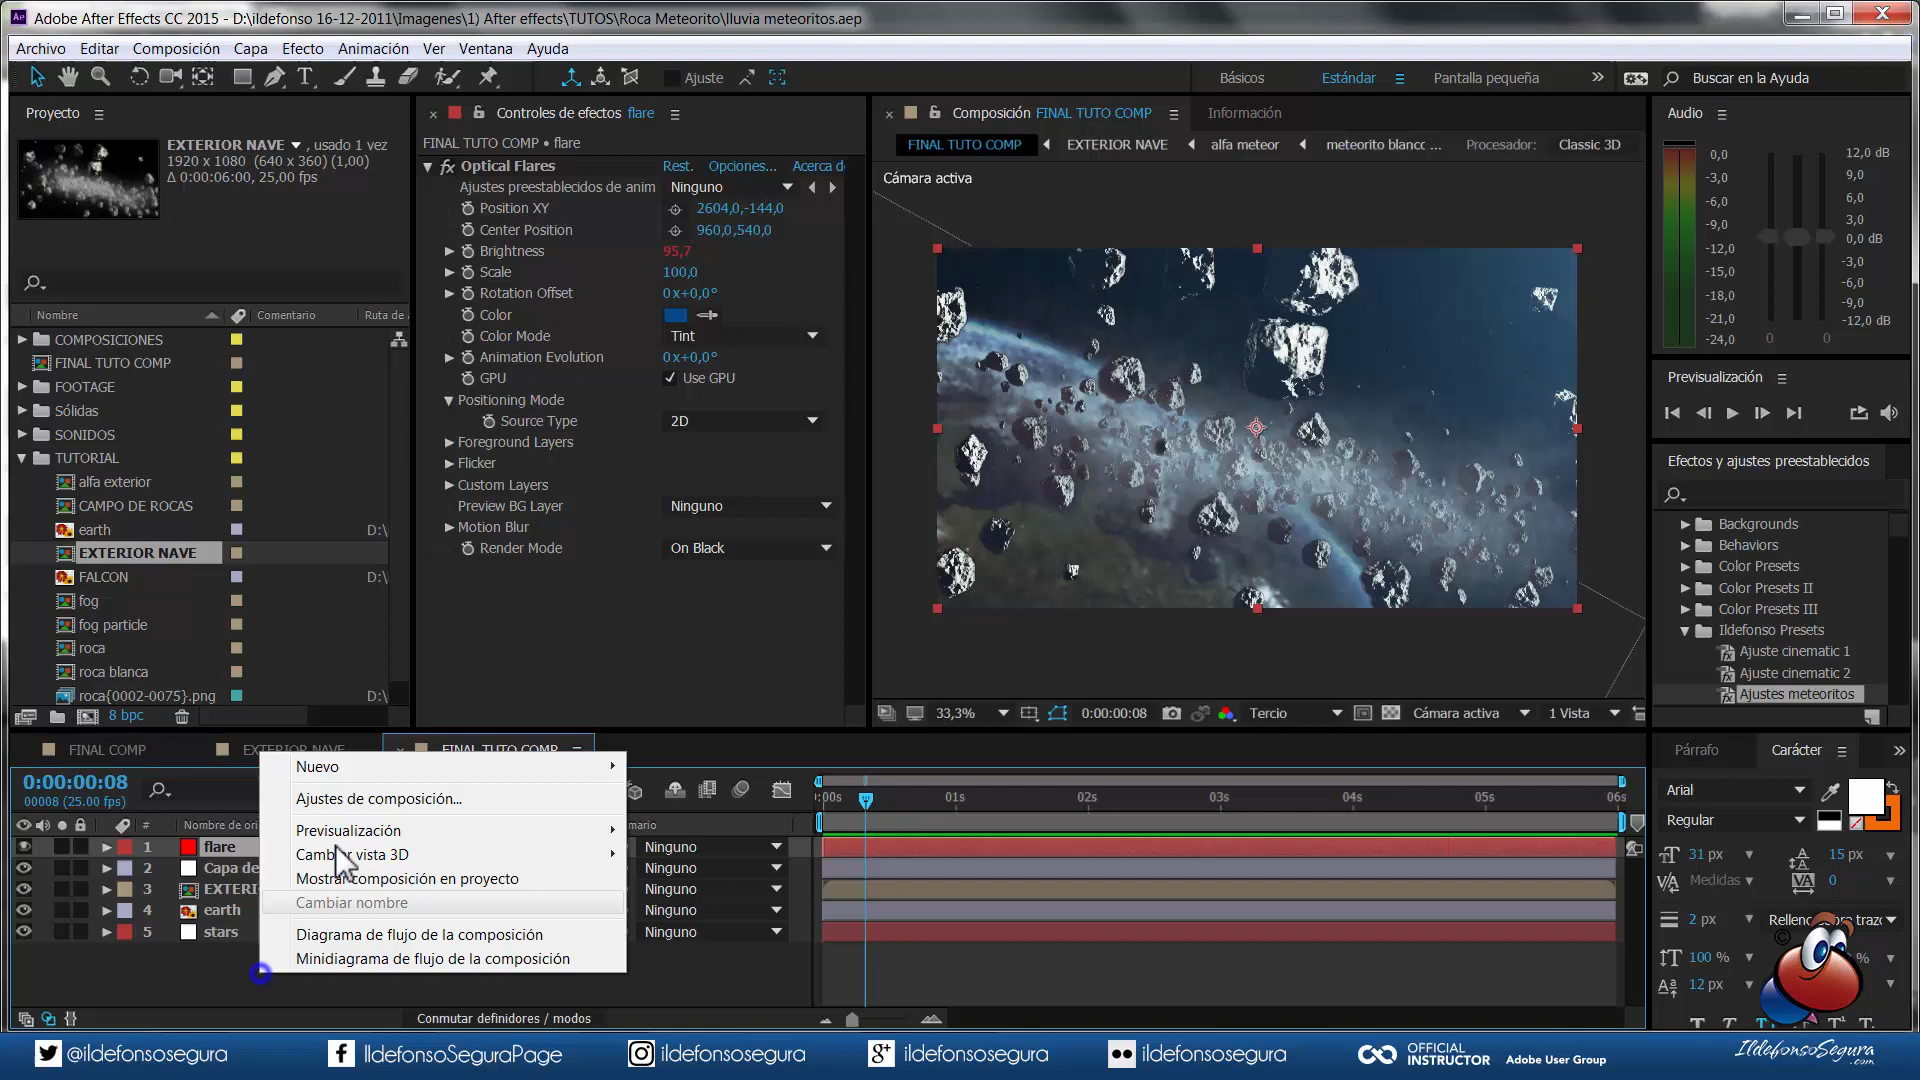 Adobe After Effects CC 2015 - D:\ildefonso 16-12-2011\Imagenes\1) After effects\TUTOS\Roca Meteorito\lluvia meteoritos.aep
Archivo Editar Composición Capa Efecto Animación Ver Ventana Ayuda
Ajuste Básicos Estándar Pantalla pequeña Buscar en la Ayuda
Proyecto
EXTERIOR NAVE , usado 1 vez
1920 x 1080 (640 x 360) (1,00)
Δ 0:00:06:00, 25,00 fps
Nombre Comentario Ruta de
COMPOSICIONES
FINAL TUTO COMP
FOOTAGE
Sólidas
SONIDOS
TUTORIAL
alfa exterior
CAMPO DE ROCAS
earth D:\
EXTERIOR NAVE
FALCON D:\
fog
fog particle
roca
roca blanca
roca{0002-0075}.png D:\
8 bpc
Controles de efectos flare
FINAL TUTO COMP • flare
fx Optical Flares Rest. Opciones... Acerca d
Ajustes preestablecidos de anim Ninguno
Position XY 2604,0,-144,0
Center Position 960,0,540,0
Brightness 95,7
Scale 100,0
Rotation Offset 0x+0,0°
Color
Color Mode Tint
Animation Evolution 0x+0,0°
GPU Use GPU
Positioning Mode
Source Type 2D
Foreground Layers
Flicker
Custom Layers
Preview BG Layer Ninguno
Motion Blur
Render Mode On Black
Composición FINAL TUTO COMP Información
FINAL TUTO COMP EXTERIOR NAVE alfa meteor meteorito blancc ... Procesador: Classic 3D
Cámara activa
33,3% 0:00:00:08 Tercio Cámara activa 1 Vista
Audio
0,0
-3,0
-6,0
-9,0
-12,0
-15,0
-18,0
-21,0
-24,0
12,0 dB
9,0
6,0
3,0
0,0 dB
-3,0
-6,0
-9,0
-12,0 dB
0 0
Previsualización
Efectos y ajustes preestablecidos
Backgrounds
Behaviors
Color Presets
Color Presets II
Color Presets III
Ildefonso Presets
Ajuste cinematic 1
Ajuste cinematic 2
Ajustes meteoritos
FINAL COMP EXTERIOR NAVE FINAL TUTO COMP
0:00:00:08
00008 (25.00 fps)
# Nombre de ori
1 flare Ninguno
2 Capa de Ninguno
3 EXTERI Ninguno
4 earth Ninguno
5 stars Ninguno
Nuevo
Ajustes de composición...
Previsualización
Cambiar vista 3D
Mostrar composición en proyecto
Cambiar nombre
Diagrama de flujo de la composición
Minidiagrama de flujo de la composición
:00s 01s 02s 03s 04s 05s 06s
Conmutar definidores / modos
Párrafo Carácter
Arial
Regular
31 px 15 px
Medidas 0
2 px Relleno sobre trazo
100 % %
12 px
@ildefonsosegura IldefonsoSeguraPage ildefonsosegura ildefonsosegura ildefonsosegura
OFFICIAL INSTRUCTOR Adobe User Group
IldefonsoSegura.com